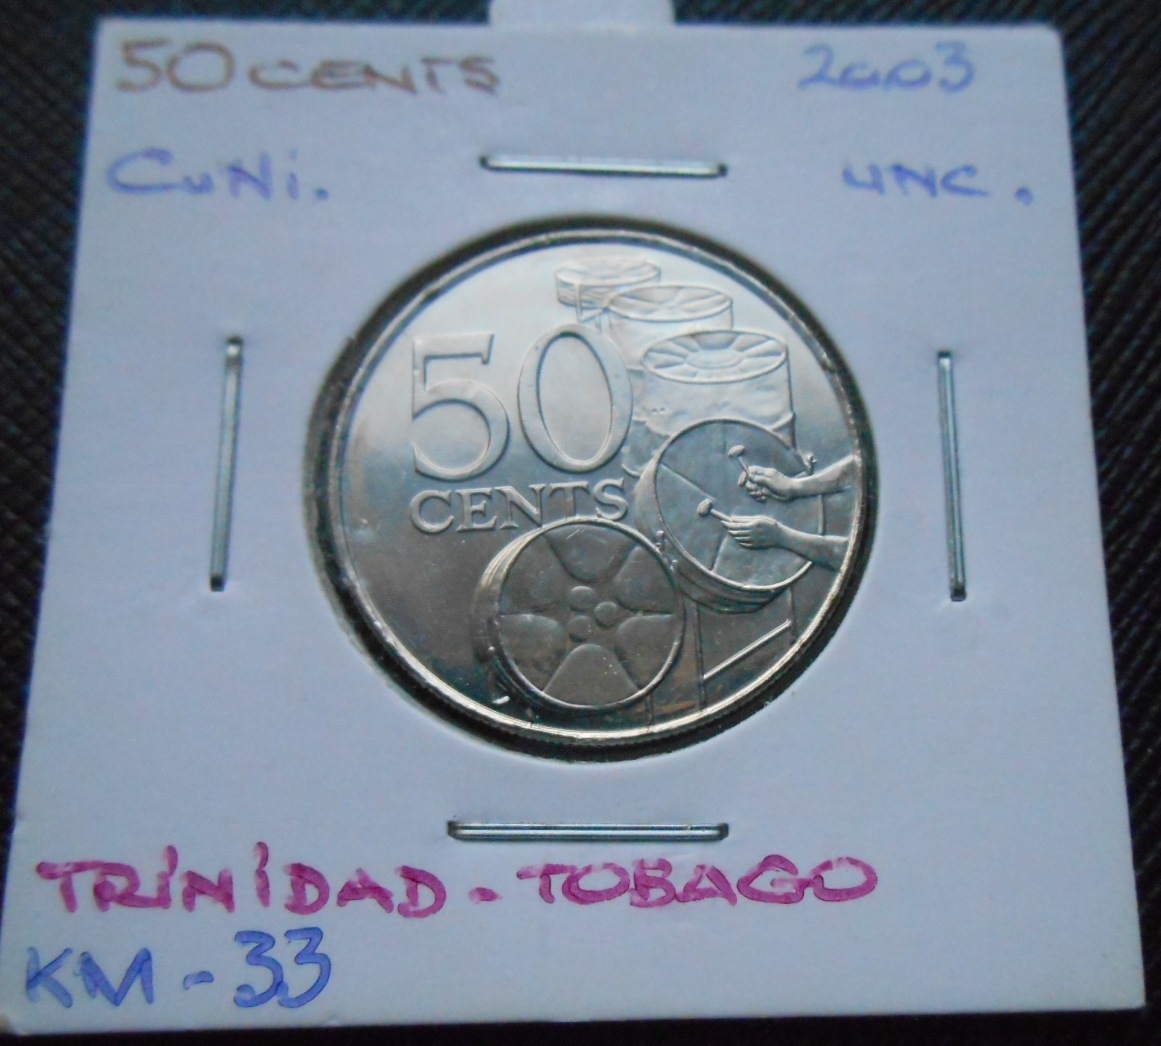 50 CENTS 2003
CuNi. UNC.
50
CENTS
TRINIDAD - TOBAGO
KM - 33